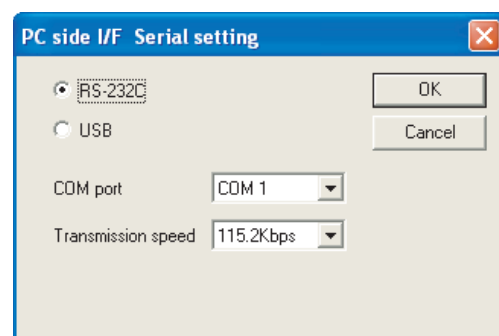 PC side I/F Serial setting
RS-232C
OK
USB
Cancel
COM port
COM 1
Transmission speed
115.2Kbps